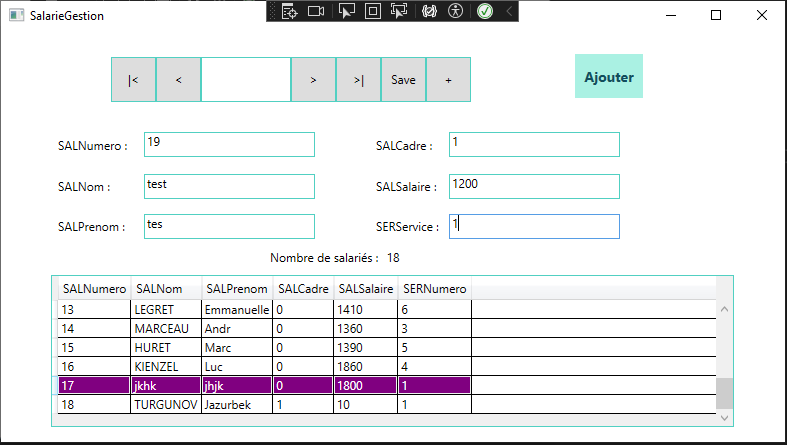 SalarieGestion
|< < > >| Save + Ajouter
SALNumero : 19 SALCadre : 1
SALNom : test SALSalaire : 1200
SALPrenom : tes SERService : 1
Nombre de salariés : 18
SALNumero SALNom SALPrenom SALCadre SALSalaire SERNumero
13 LEGRET Emmanuelle 0 1410 6
14 MARCEAU Andr 0 1360 3
15 HURET Marc 0 1390 5
16 KIENZEL Luc 0 1860 4
17 jkhk jhjk 0 1800 1
18 TURGUNOV Jazurbek 1 10 1